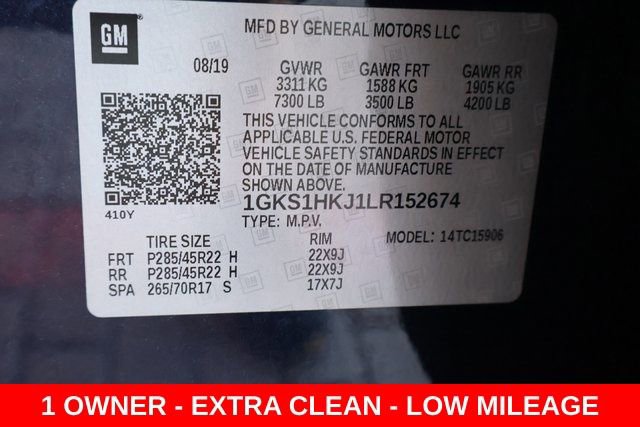 GM
MFD BY GENERAL MOTORS LLC
08/19 GVWR GAWR FRT GAWR RR
3311 KG 1588 KG 1905 KG
7300 LB 3500 LB 4200 LB
THIS VEHICLE CONFORMS TO ALL
APPLICABLE U.S. FEDERAL MOTOR
VEHICLE SAFETY STANDARDS IN EFFECT
ON THE DATE OF MANUFACTURE
SHOWN ABOVE.
1GKS1HKJ1LR152674
410Y
TYPE: M.P.V.
MODEL: 14TC15906
TIRE SIZE RIM
FRT P285/45R22 H 22X9J
RR P285/45R22 H 22X9J
SPA 265/70R17 S 17X7J
1 OWNER - EXTRA CLEAN - LOW MILEAGE